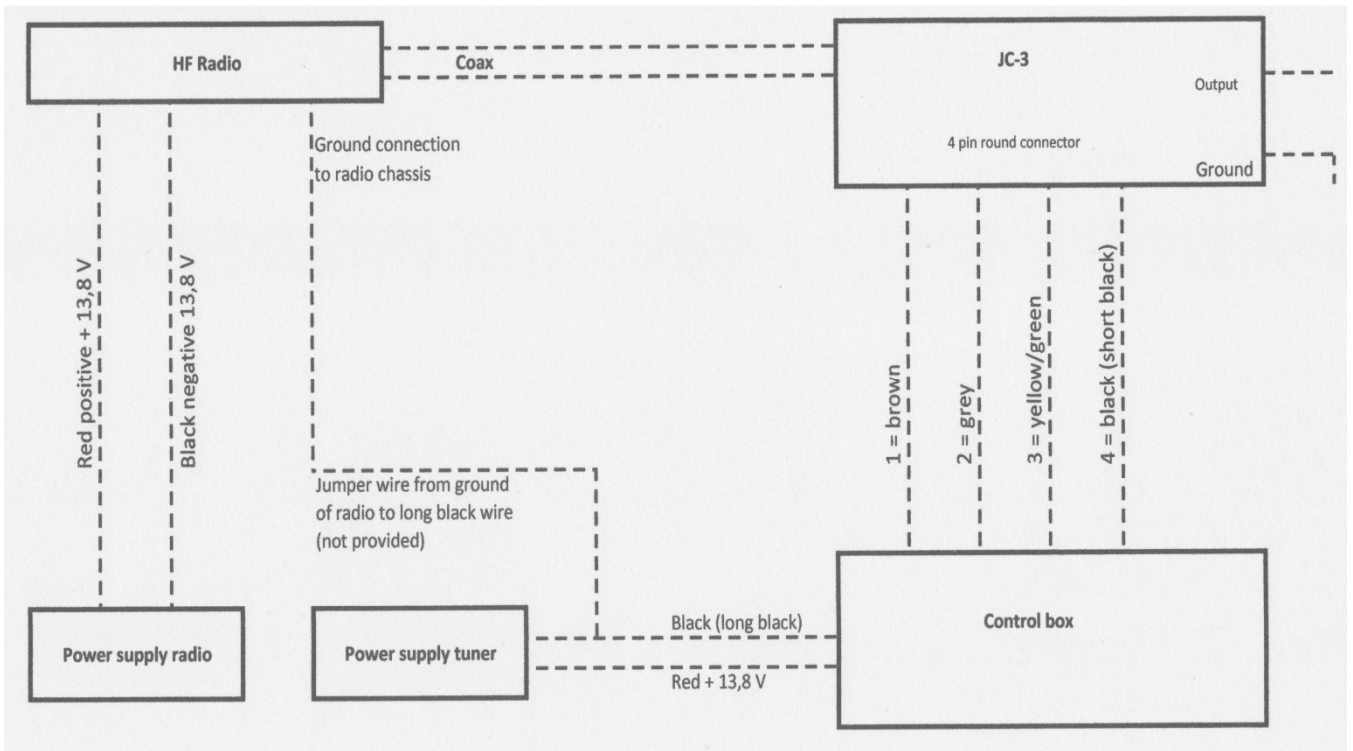 HF Radio
Coax
JC-3
Output
4 pin round connector
Ground
Ground connection
to radio chassis
Red positive + 13,8 V
Black negative 13,8 V
1 = brown
2 = grey
3 = yellow/green
4 = black (short black)
Jumper wire from ground
of radio to long black wire
(not provided)
Power supply radio
Power supply tuner
Black (long black)
Red + 13,8 V
Control box